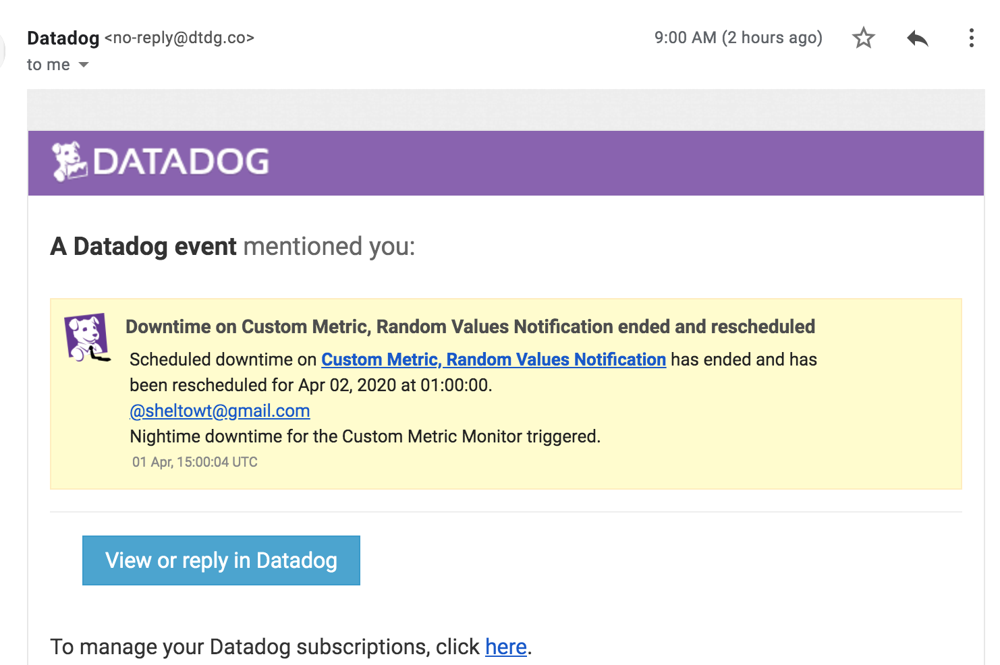 Datadog <no-reply@dtdg.co>
9:00 AM (2 hours ago)
to me
DATADOG
A Datadog event mentioned you:
Downtime on Custom Metric, Random Values Notification ended and rescheduled
Scheduled downtime on Custom Metric, Random Values Notification has ended and has
been rescheduled for Apr 02, 2020 at 01:00:00.
@sheltowt@gmail.com
Nightime downtime for the Custom Metric Monitor triggered.
01 Apr, 15:00:04 UTC
View or reply in Datadog
To manage your Datadog subscriptions, click here.